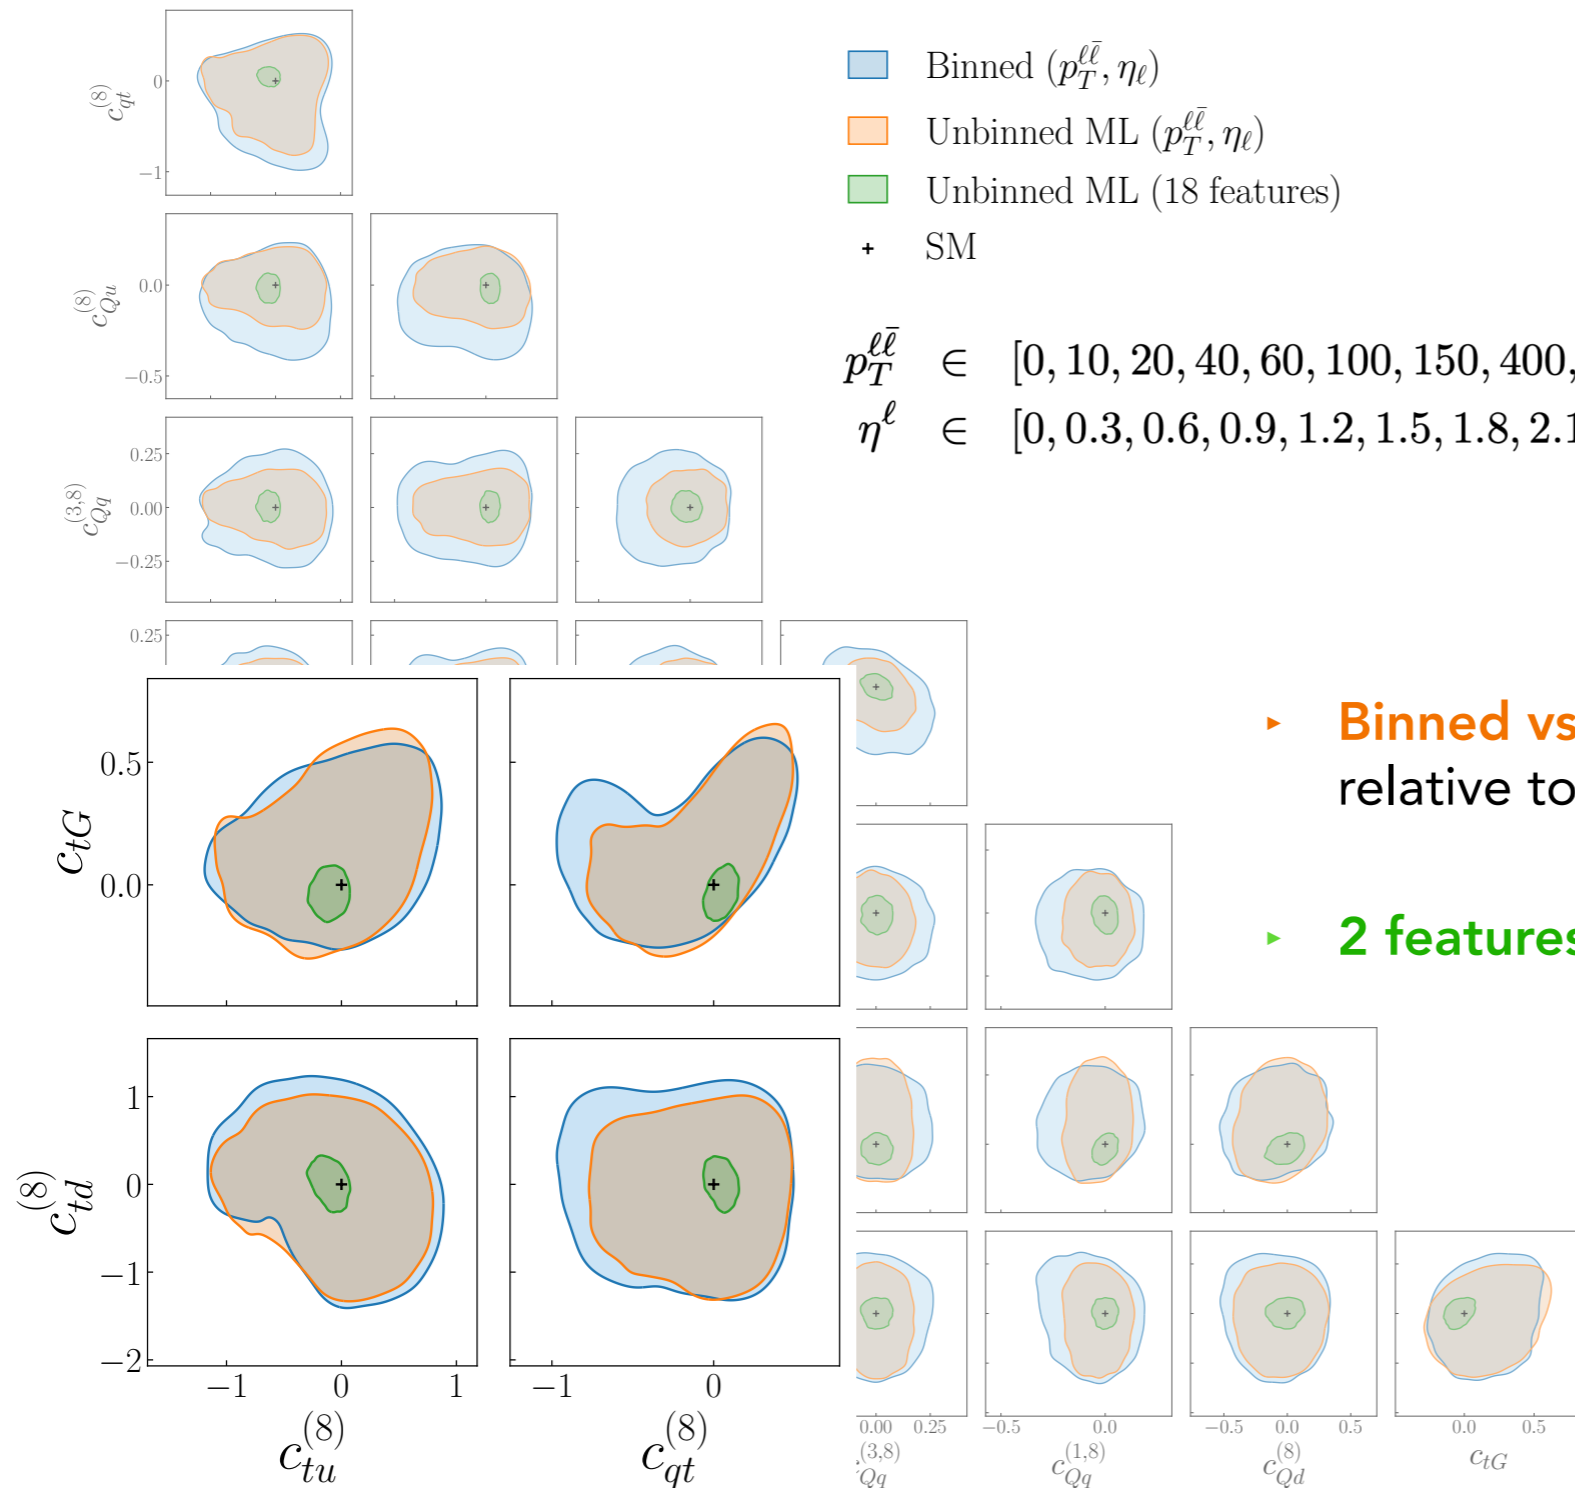 Binned (p_T^{ℓℓ̄}, η_ℓ)
Unbinned ML (p_T^{ℓℓ̄}, η_ℓ)
Unbinned ML (18 features)
SM
p_T^{ℓℓ̄} ∈ [0, 10, 20, 40, 60, 100, 150, 400,
η^ℓ ∈ [0, 0.3, 0.6, 0.9, 1.2, 1.5, 1.8, 2.1
c_{qt}^{(8)}
0
−1
c_{Qu}^{(8)}
0.0
−0.5
c_{Qq}^{(3,8)}
0.25
0.00
−0.25
0.25
Binned vs
relative to
2 features
c_{tG}
0.5
0.0
c_{td}^{(8)}
1
0
−1
−2
−1 0 1
−1 0
c_{tu}^{(8)}
c_{qt}^{(8)}
0.00 0.25
−0.5 0.0
−0.5 0.0 0.5
0.0 0.5
c_{Qq}^{(3,8)}
c_{Qq}^{(1,8)}
c_{Qd}^{(8)}
c_{tG}